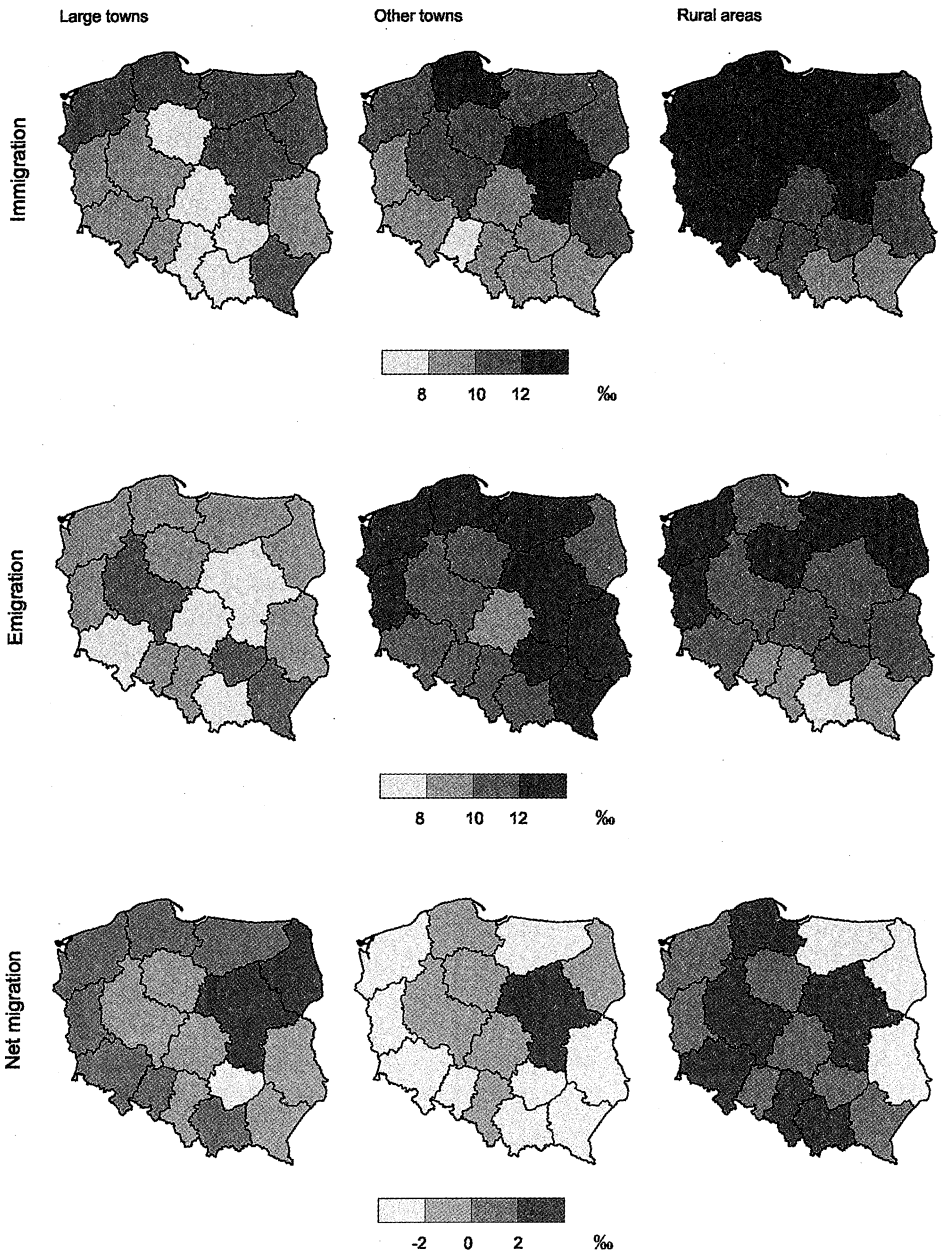 Large towns
Other towns
Rural areas
Immigration
8 10 12 ‰
Emigration
8 10 12 ‰
Net migration
-2 0 2 ‰